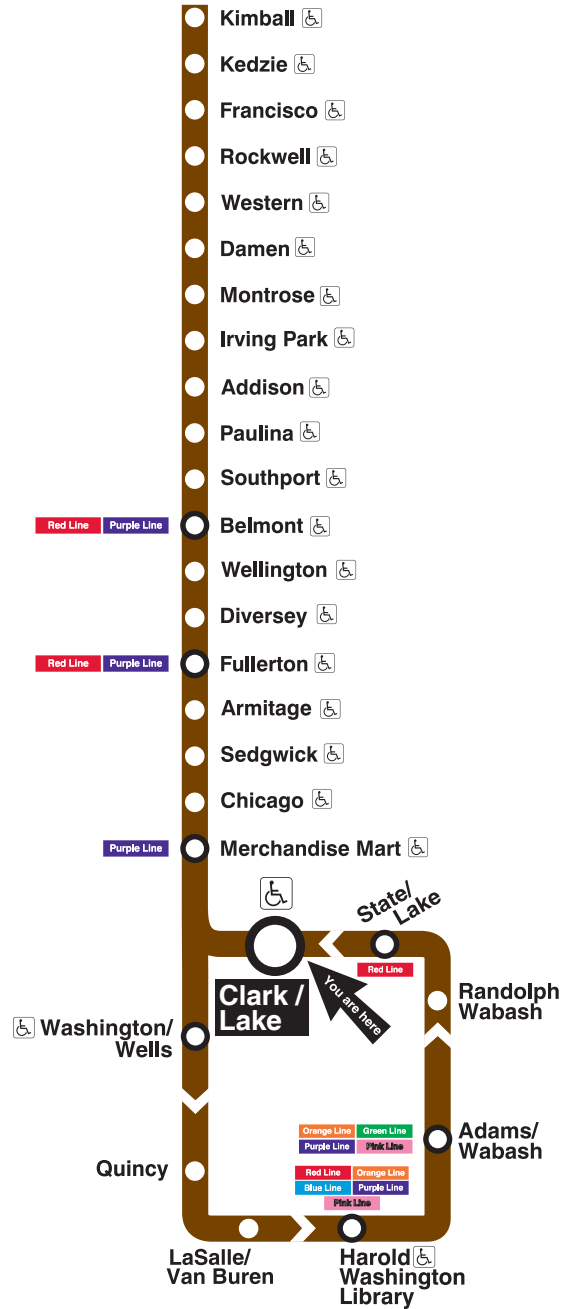 Kimball
Kedzie
Francisco
Rockwell
Western
Damen
Montrose
Irving Park
Addison
Paulina
Southport
Red Line Purple Line Belmont
Wellington
Diversey
Red Line Purple Line Fullerton
Armitage
Sedgwick
Chicago
Purple Line Merchandise Mart
State/
Lake
Red Line
Clark /
Lake
You are here
Randolph
Wabash
Washington/
Wells
Orange Line Green Line
Purple Line Pink Line
Adams/
Wabash
Quincy
Red Line Orange Line
Blue Line Purple Line
Pink Line
LaSalle/
Van Buren
Harold
Washington
Library